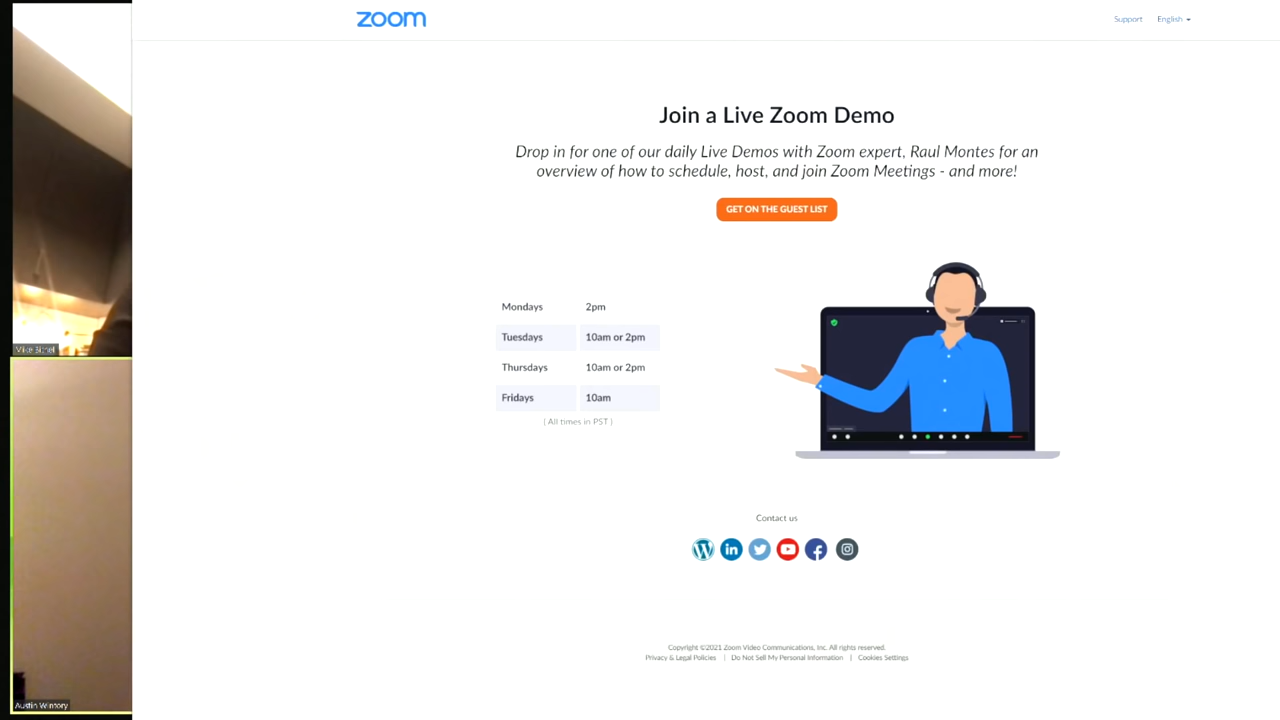 zoom
Support
English
Join a Live Zoom Demo
Drop in for one of our daily Live Demos with Zoom expert, Raul Montes for an
overview of how to schedule, host, and join Zoom Meetings - and more!
GET ON THE GUEST LIST
Mondays 2pm
Tuesdays 10am or 2pm
Thursdays 10am or 2pm
Fridays 10am
( All times in PST )
Contact us
Copyright ©2021 Zoom Video Communications, Inc. All rights reserved.
Privacy & Legal Policies | Do Not Sell My Personal Information | Cookies Settings
Mike
Austin Wintory